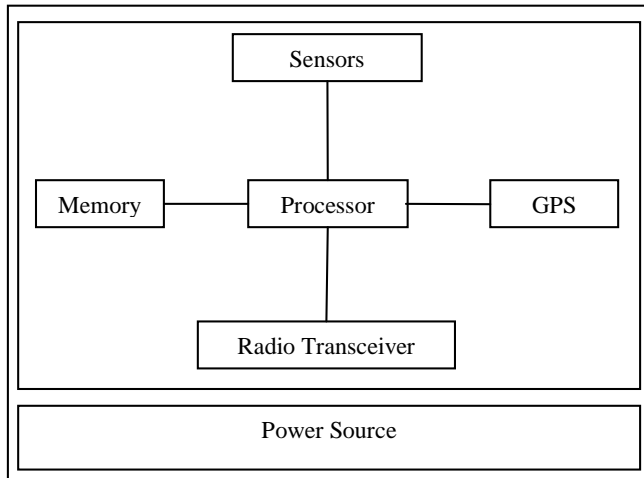 Sensors
Memory
Processor
GPS
Radio Transceiver
Power Source